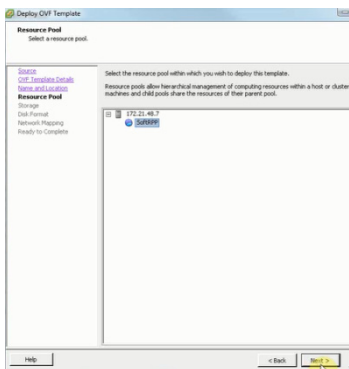 Deploy OVF Template
Resource Pool
Select a resource pool.
Source
OVF Template Details
Name and Location
Resource Pool
Storage
Disk Format
Network Mapping
Ready to Complete
Select the resource pool within which you wish to deploy this template.
Resource pools allow hierarchical management of computing resources within a host or cluster
machines and child pools share the resources of their parent pool.
172.21.48.7
SoftRPF
Help
< Back
Next >